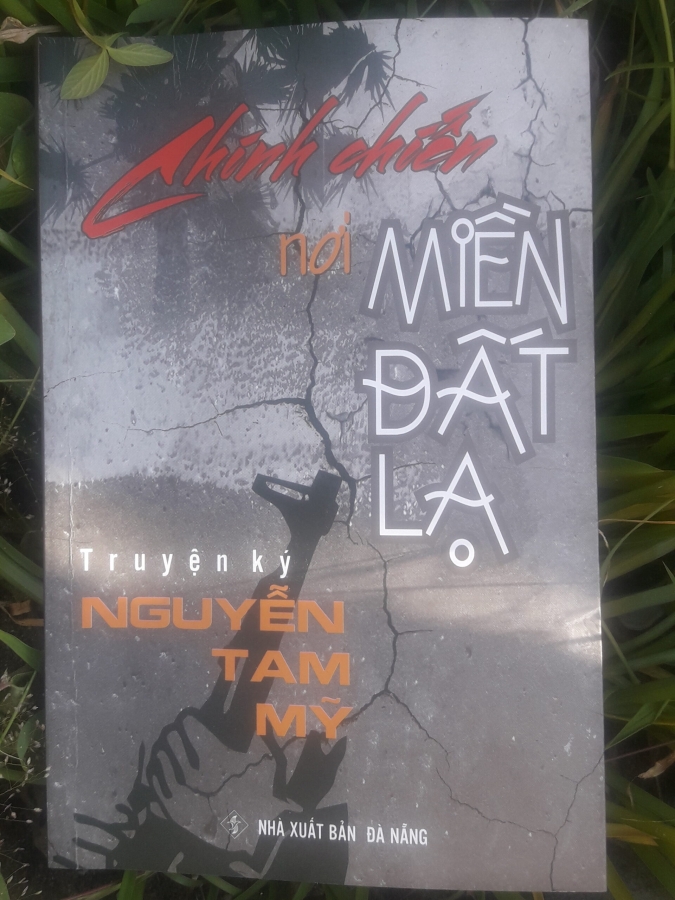 Chinh chiến
nơi
MIỀN
ĐẤT
LẠ
Truyện ký
NGUYỄN
TAM
MỸ
NHÀ XUẤT BẢN ĐÀ NẴNG